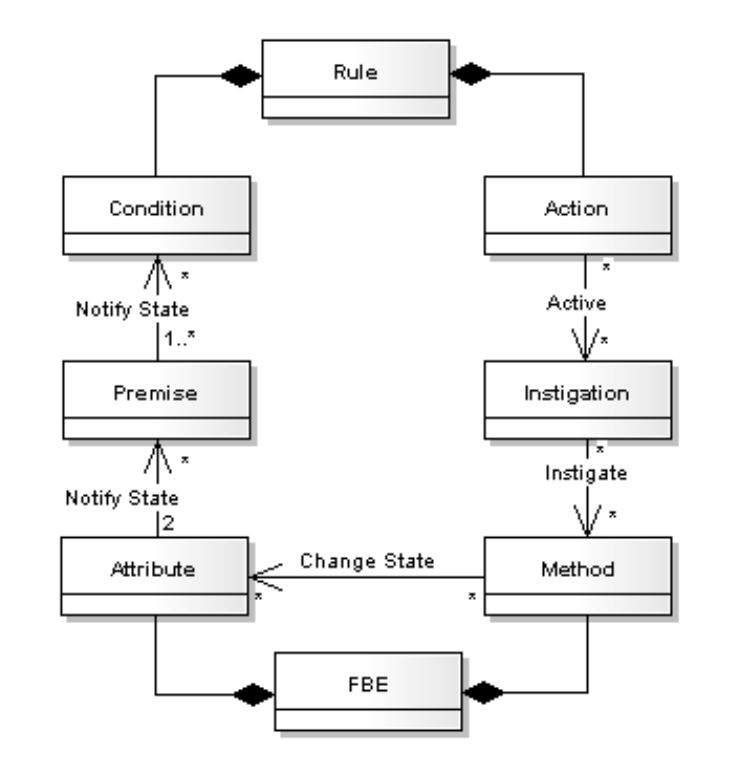 Rule
Condition
Action
*
*
Notify State
Active
1..*
*
Premise
Instigation
*
*
Notify State
Instigate
2
*
Attribute
Change State
Method
*
*
FBE